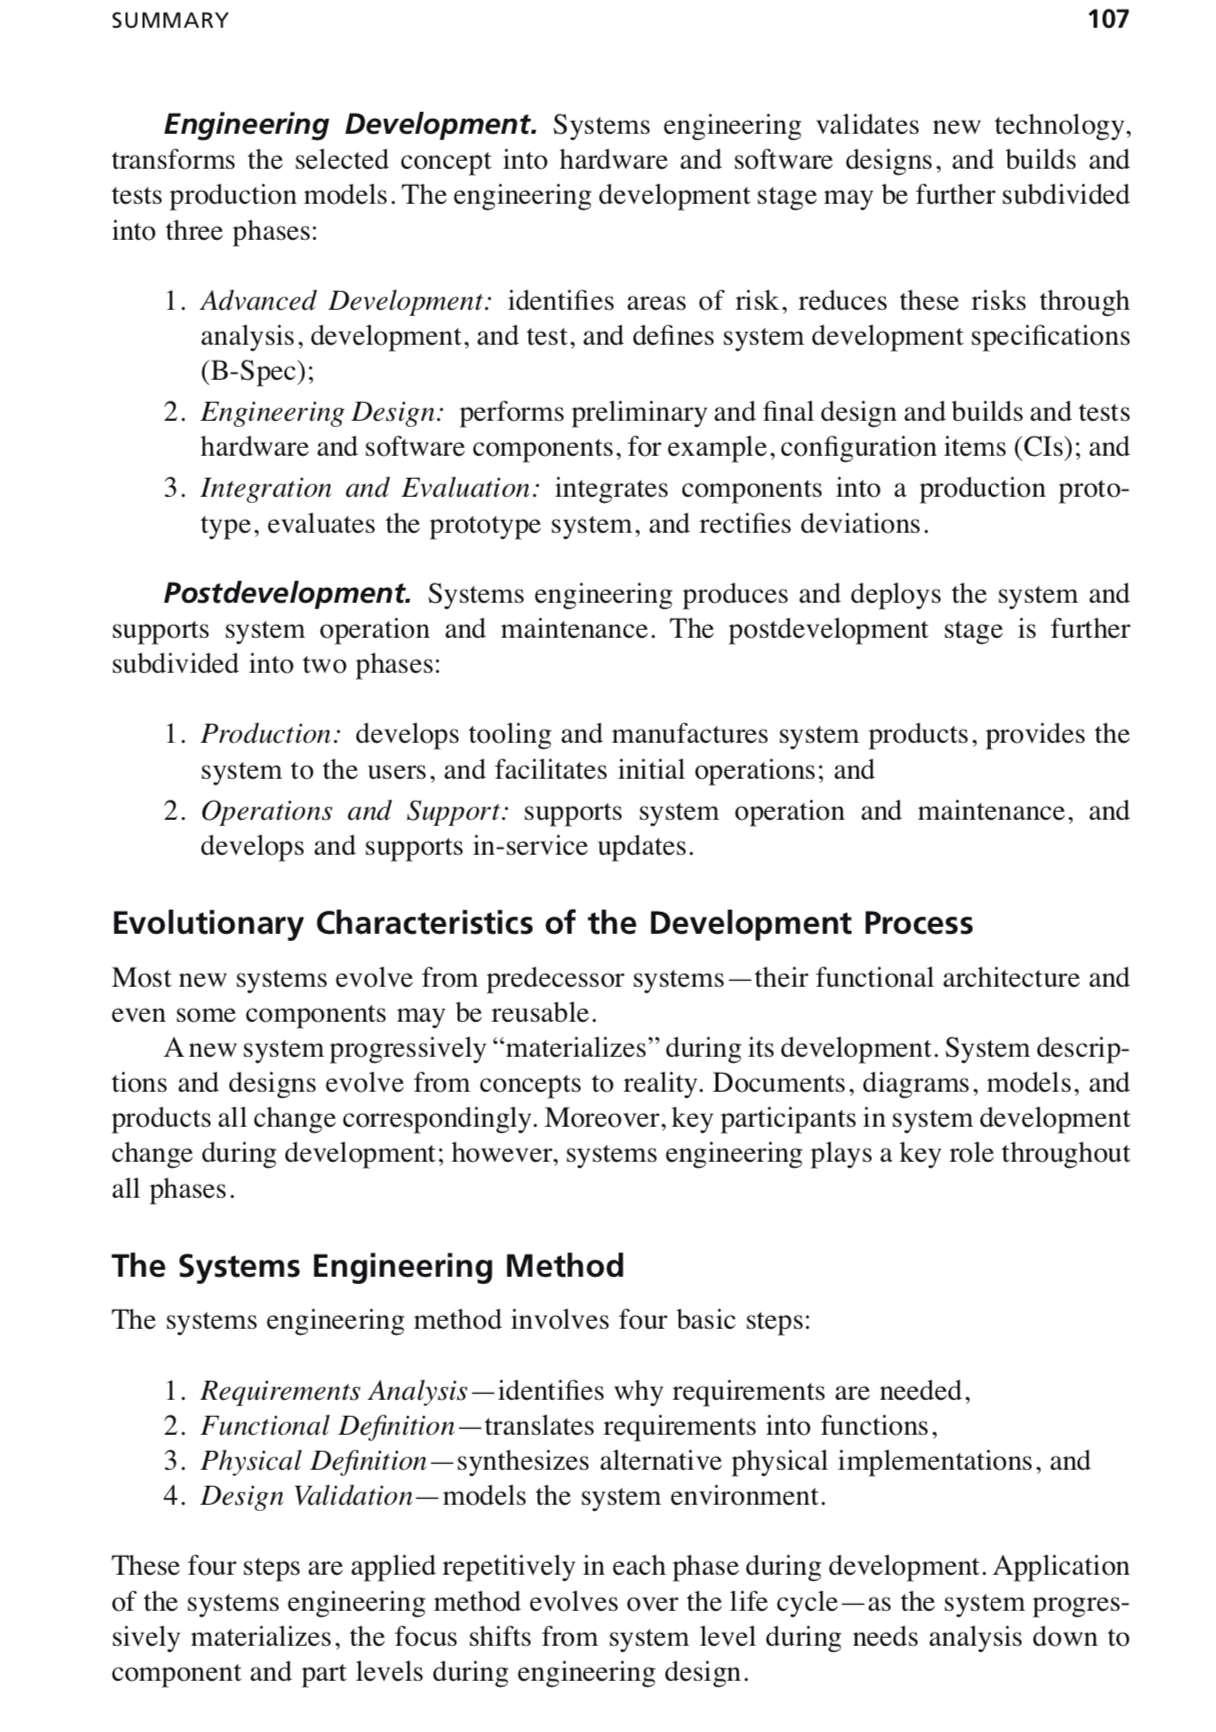 SUMMARY 107
Engineering Development. Systems engineering validates new technology,
transforms the selected concept into hardware and software designs, and builds and
tests production models. The engineering development stage may be further subdivided
into three phases:
1. Advanced Development: identifies areas of risk, reduces these risks through
analysis, development, and test, and defines system development specifications
(B-Spec);
2. Engineering Design: performs preliminary and final design and builds and tests
hardware and software components, for example, configuration items (CIs); and
3. Integration and Evaluation: integrates components into a production proto-
type, evaluates the prototype system, and rectifies deviations.
Postdevelopment. Systems engineering produces and deploys the system and
supports system operation and maintenance. The postdevelopment stage is further
subdivided into two phases:
1. Production: develops tooling and manufactures system products, provides the
system to the users, and facilitates initial operations; and
2. Operations and Support: supports system operation and maintenance, and
develops and supports in-service updates.
Evolutionary Characteristics of the Development Process
Most new systems evolve from predecessor systems—their functional architecture and
even some components may be reusable.
A new system progressively “materializes” during its development. System descrip-
tions and designs evolve from concepts to reality. Documents, diagrams, models, and
products all change correspondingly. Moreover, key participants in system development
change during development; however, systems engineering plays a key role throughout
all phases.
The Systems Engineering Method
The systems engineering method involves four basic steps:
1. Requirements Analysis—identifies why requirements are needed,
2. Functional Definition—translates requirements into functions,
3. Physical Definition—synthesizes alternative physical implementations, and
4. Design Validation—models the system environment.
These four steps are applied repetitively in each phase during development. Application
of the systems engineering method evolves over the life cycle—as the system progres-
sively materializes, the focus shifts from system level during needs analysis down to
component and part levels during engineering design.